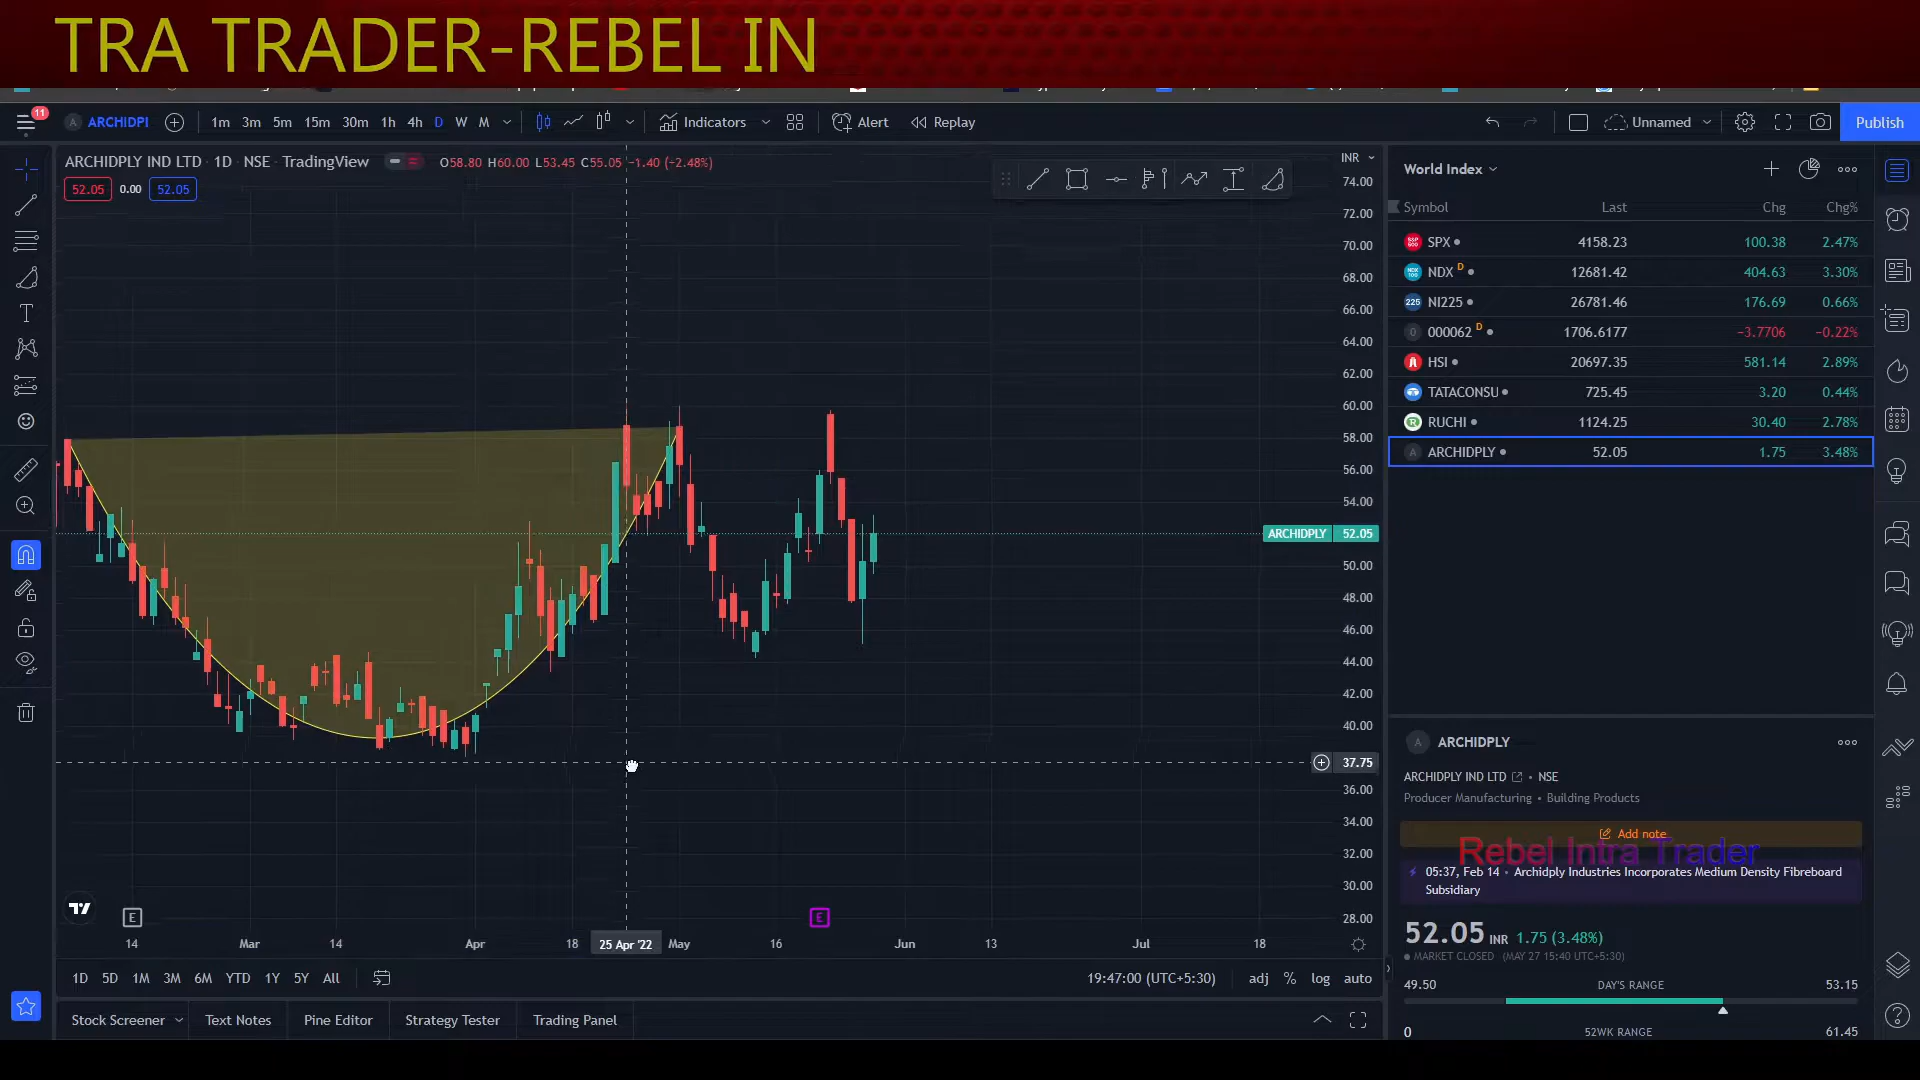 TRA TRADER-REBEL IN
11
A ARCHIDPI 1m 3m 5m 15m 30m 1h 4h D W M Indicators Alert Replay Unnamed Publish
ARCHIDPLY IND LTD · 1D · NSE · TradingView O58.80 H60.00 L53.45 C55.05 −1.40 (−2.48%)
52.05 0.00 52.05
INR
74.00
72.00
70.00
68.00
66.00
64.00
62.00
60.00
58.00
56.00
54.00
ARCHIDPLY 52.05
50.00
48.00
46.00
44.00
42.00
40.00
37.75
36.00
34.00
32.00
30.00
28.00
E E
14 Mar 14 Apr 18 25 Apr '22 May 16 Jun 13 Jul 18
1D 5D 1M 3M 6M YTD 1Y 5Y All 19:47:00 (UTC+5:30) adj % log auto
Stock Screener Text Notes Pine Editor Strategy Tester Trading Panel
World Index
Symbol Last Chg Chg%
SPX 4158.23 100.38 2.47%
NDX D 12681.42 404.63 3.30%
225 NI225 26781.46 176.69 0.66%
0 000062 D 1706.6177 −3.7706 −0.22%
HSI 20697.35 581.14 2.89%
TATACONSU 725.45 3.20 0.44%
RUCHI 1124.25 30.40 2.78%
A ARCHIDPLY 52.05 1.75 3.48%
A ARCHIDPLY
ARCHIDPLY IND LTD • NSE
Producer Manufacturing • Building Products
Add note
Rebel Intra Trader
05:37, Feb 14 • Archidply Industries Incorporates Medium Density Fibreboard
Subsidiary
52.05 INR 1.75 (3.48%)
MARKET CLOSED (MAY 27 15:40 UTC+5:30)
49.50 DAY'S RANGE 53.15
0 52WK RANGE 61.45